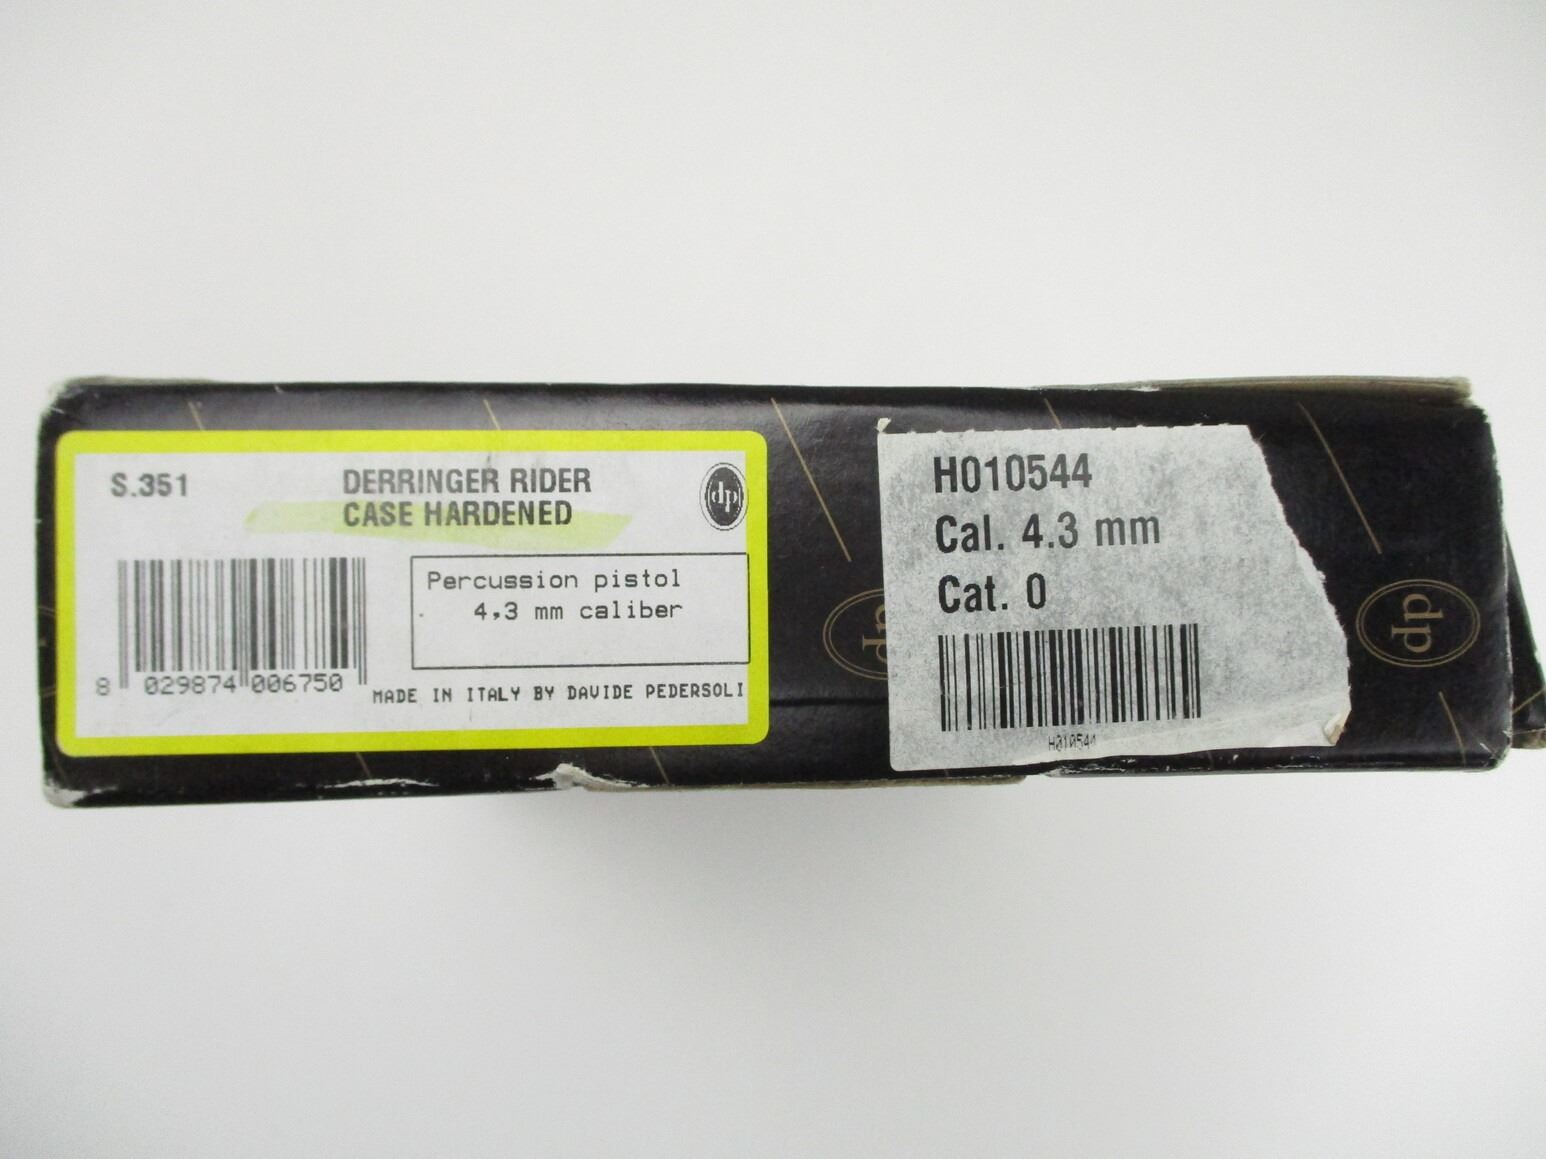 S.351
DERRINGER RIDER
CASE HARDENED
dp
Percussion pistol
4,3 mm caliber
8 029874 006750
MADE IN ITALY BY DAVIDE PEDERSOLI
dp
H010544
Cal. 4.3 mm
Cat. 0
H010544
dp